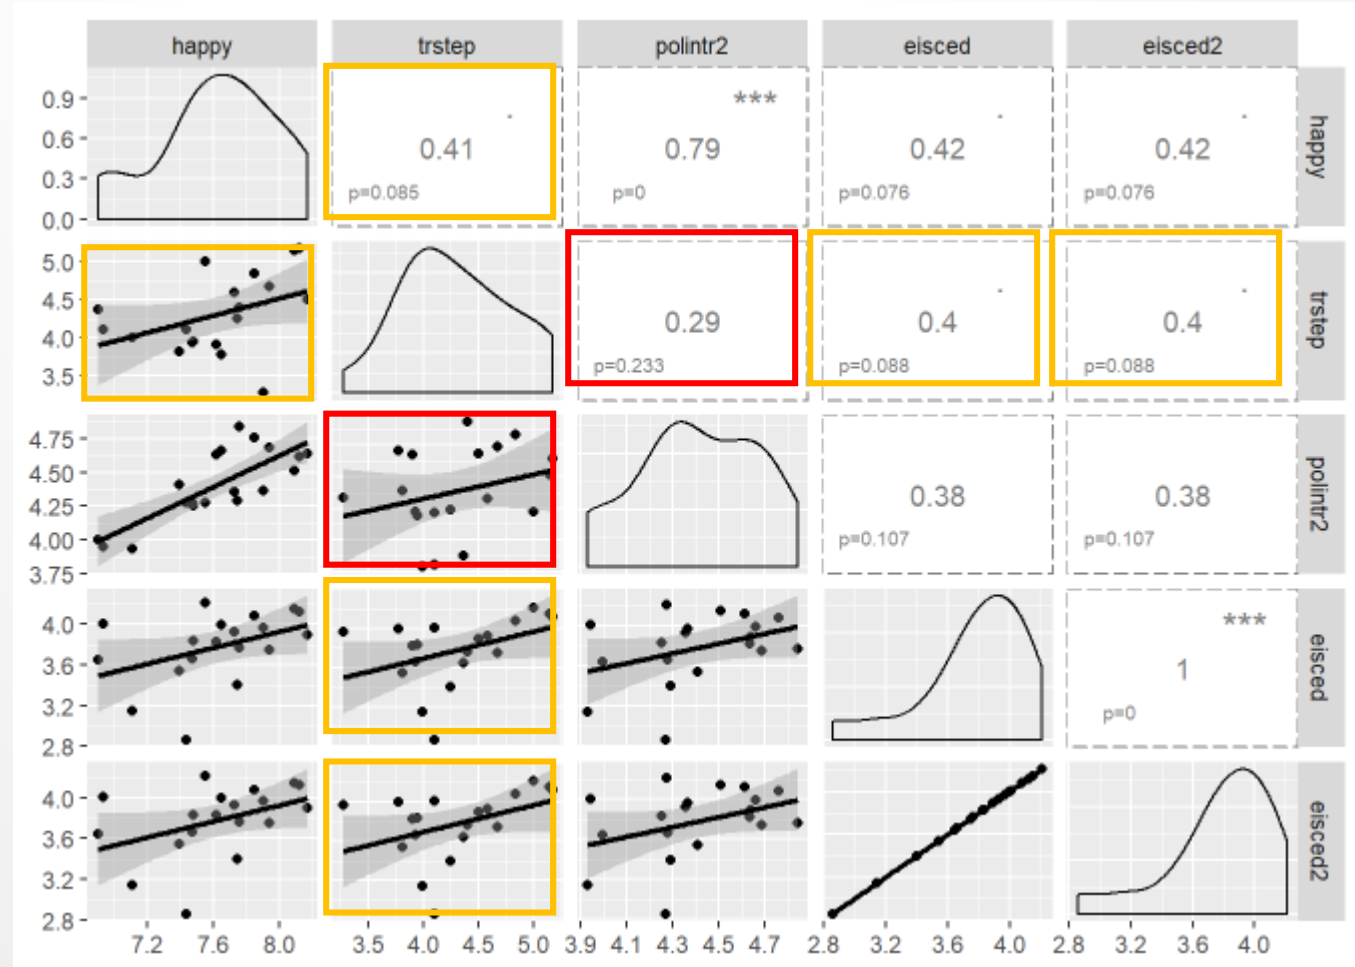 happy trstep polintr2 eisced eisced2
0.9
0.6
0.3
0.0
0.41
p=0.085
***
0.79
p=0
.
0.42
p=0.076
.
0.42
p=0.076
happy
5.0
4.5
4.0
3.5
0.29
p=0.233
.
0.4
p=0.088
.
0.4
p=0.088
trstep
4.75
4.50
4.25
4.00
3.75
0.38
p=0.107
0.38
p=0.107
polintr2
4.0
3.6
3.2
2.8
***
1
p=0
eisced
4.0
3.6
3.2
2.8
eisced2
7.2 7.6 8.0 3.5 4.0 4.5 5.0 3.9 4.1 4.3 4.5 4.7 2.8 3.2 3.6 4.0 2.8 3.2 3.6 4.0